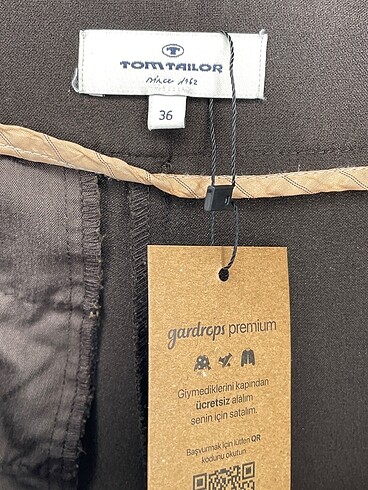 TOM TAILOR
since 1962
36
gardrops premium
Giymediklerini kapından
ücretsiz alalım
senin için satalım.
Başvurmak için lütfen QR
kodunu okutun